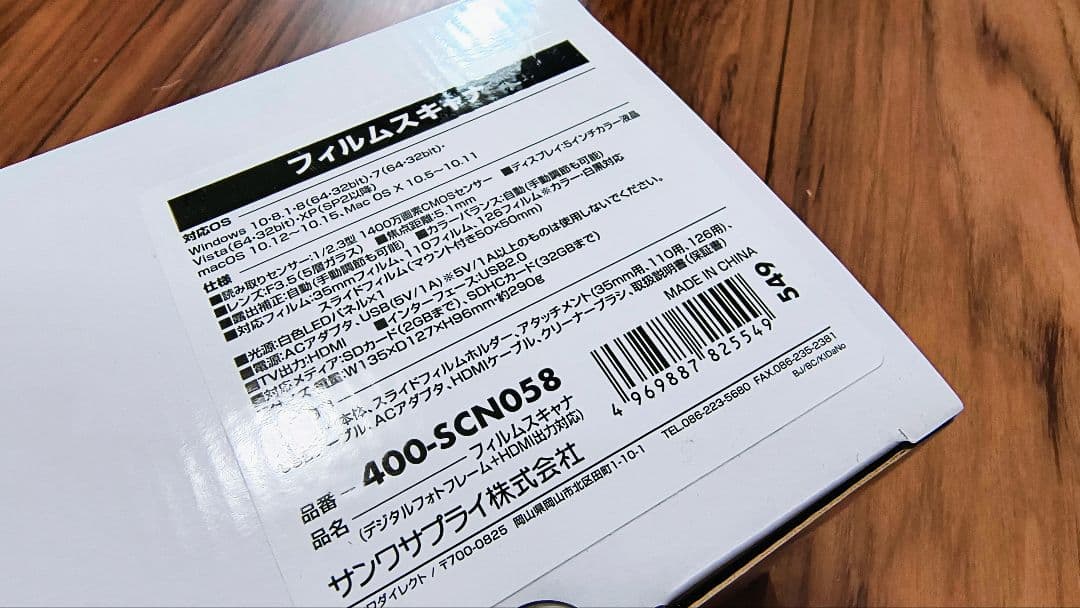 フィルムスキャナ
対応OS
Windows 10・8.1・8(64・32bit)・7(64・32bit)・
Vista(64・32bit)・XP(SP2以降)
macOS 10.12〜10.15、Mac OS X 10.5〜10.11
仕様
■読み取りセンサー:1/2.3型 1400万画素CMOSセンサー ■ディスプレイ:5インチカラー液晶
■レンズ:F3.5(5層ガラス) ■焦点距離:5.1mm
■露出補正:自動(手動調節も可能) ■カラーバランス:自動(手動調節も可能)
■対応フィルム:35mmフィルム、110フィルム、126フィルム※カラー・白黒対応
スライドフィルム(マウント付き50×50mm)
■光源:白色LEDパネル×1
■電源:ACアダプタ、USB(5V/1A)※5V/1A以上のものは使用しないでください。
■TV出力:HDMI ■インターフェース:USB2.0
■対応メディア:SDカード(2GBまで)、SDHCカード(32GBまで)
W135×D127×H96mm・約290g
本体、スライドフィルムホルダー、アタッチメント(35mm用、110用、126用)、
ーブル、ACアダプタ、HDMIケーブル、クリーナーブラシ、取扱説明書(保証書)
MADE IN CHINA
品番 400-SCN058
品名 フィルムスキャナ
(デジタルフォトフレーム+HDMI出力対応)
4 969887 825549
549
サンワサプライ株式会社
ワダイレクト / 〒700-0825 岡山県岡山市北区田町1-10-1 TEL.086-223-5680 FAX.086-235-2381
BJ/BC/KIDaNo